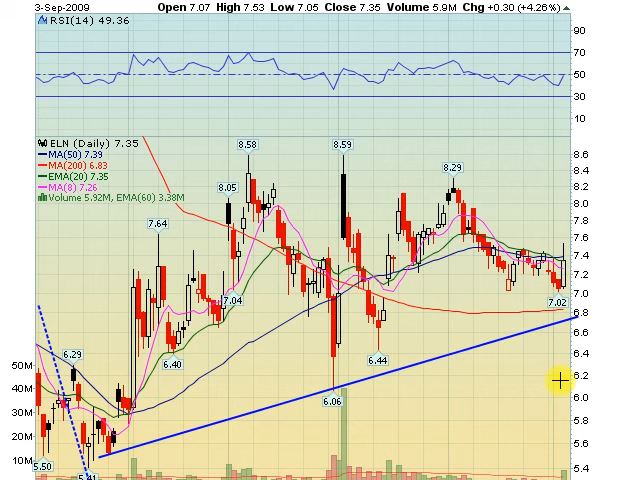 3-Sep-2009 Open 7.07 High 7.53 Low 7.05 Close 7.35 Volume 5.9M Chg +0.30 (+4.26%)
RSI(14) 49.36
90
70
50
30
10
ELN (Daily) 7.35
MA(50) 7.39
MA(200) 6.83
EMA(20) 7.35
MA(8) 7.26
Volume 5.92M, EMA(60) 3.38M
8.58
8.59
8.29
8.05
7.64
7.04
7.02
6.40
6.44
6.29
6.06
5.50
5.41
8.6
8.4
8.2
8.0
7.8
7.6
7.4
7.2
7.0
6.8
6.6
6.4
6.2
6.0
5.8
5.6
5.4
50M
40M
30M
20M
10M